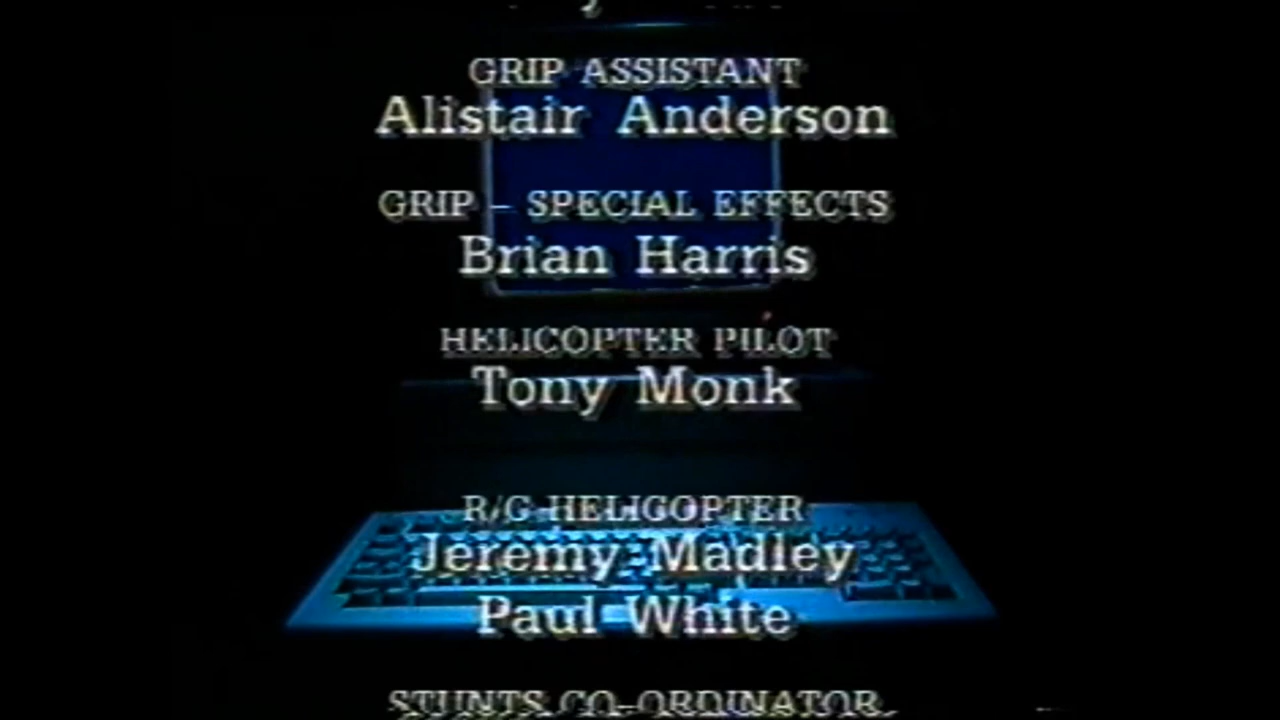 GRIP ASSISTANT
Alistair Anderson
GRIP – SPECIAL EFFECTS
Brian Harris
HELICOPTER PILOT
Tony Monk
R/C HELICOPTER
Jeremy Madley
Paul White
STUNTS CO-ORDINATOR